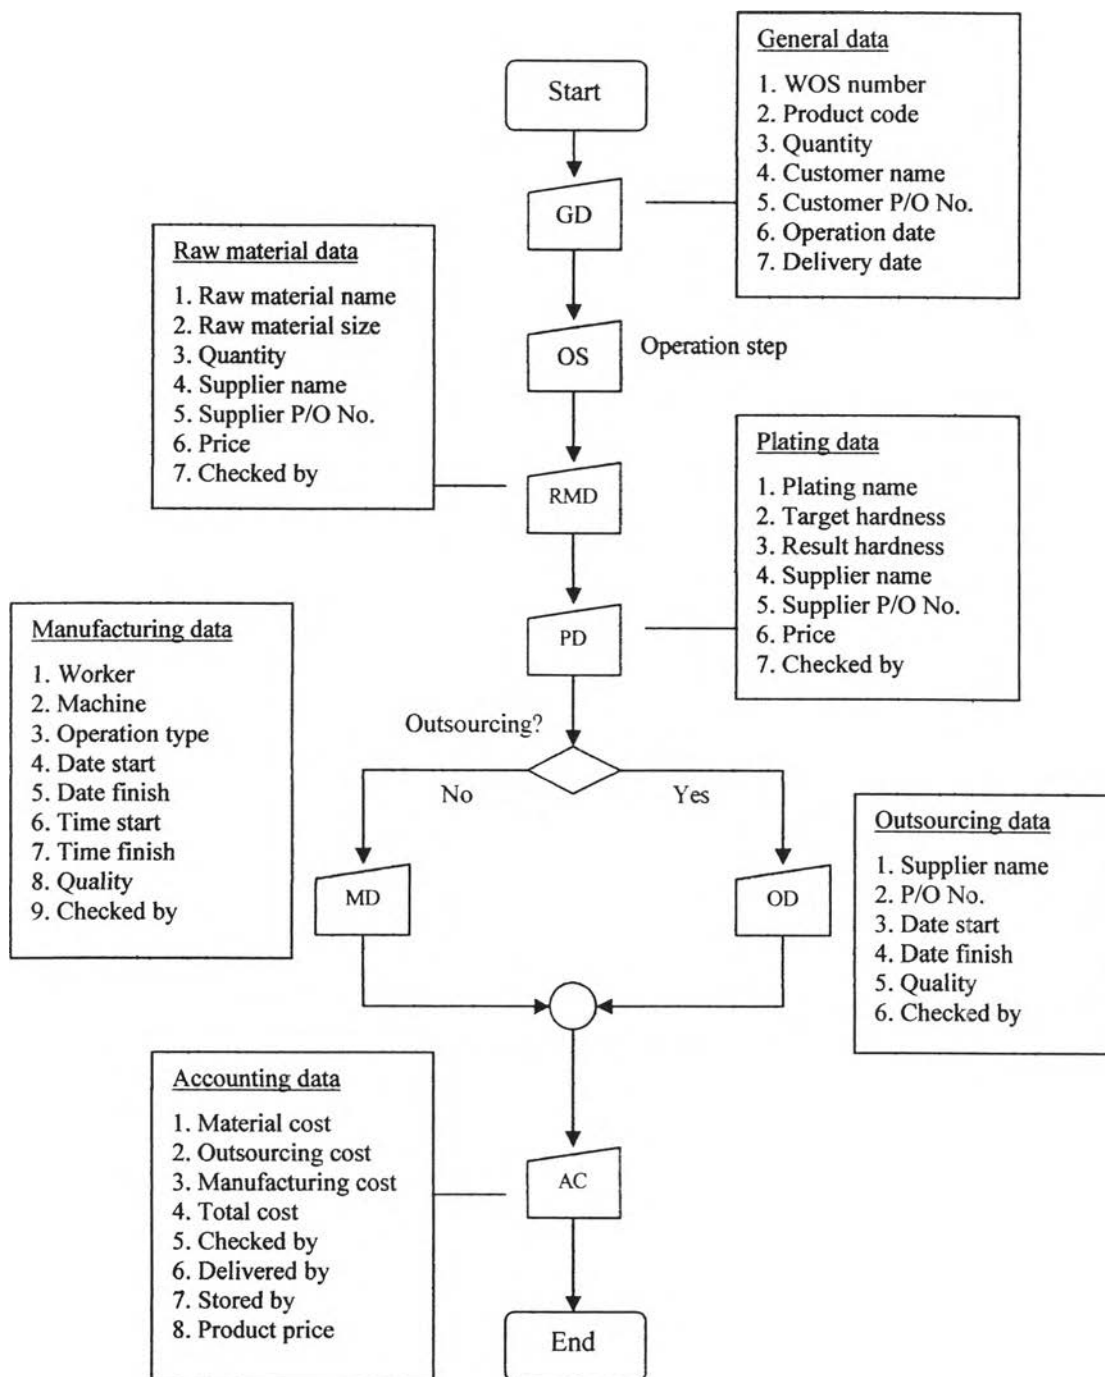 Start
General data
1. WOS number
2. Product code
3. Quantity
4. Customer name
5. Customer P/O No.
6. Operation date
7. Delivery date
GD
Raw material data
1. Raw material name
2. Raw material size
3. Quantity
4. Supplier name
5. Supplier P/O No.
6. Price
7. Checked by
OS
Operation step
RMD
Plating data
1. Plating name
2. Target hardness
3. Result hardness
4. Supplier name
5. Supplier P/O No.
6. Price
7. Checked by
PD
Manufacturing data
1. Worker
2. Machine
3. Operation type
4. Date start
5. Date finish
6. Time start
7. Time finish
8. Quality
9. Checked by
Outsourcing?
No
Yes
MD
OD
Outsourcing data
1. Supplier name
2. P/O No.
3. Date start
4. Date finish
5. Quality
6. Checked by
Accounting data
1. Material cost
2. Outsourcing cost
3. Manufacturing cost
4. Total cost
5. Checked by
6. Delivered by
7. Stored by
8. Product price
AC
End